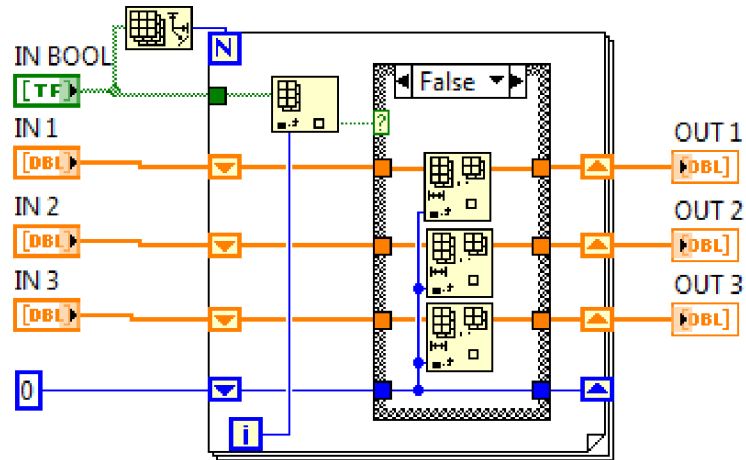 IN BOOL
N
[TF]
False
?
IN 1
[DBL]
OUT 1
[DBL]
IN 2
[DBL]
OUT 2
[DBL]
IN 3
[DBL]
OUT 3
[DBL]
0
i